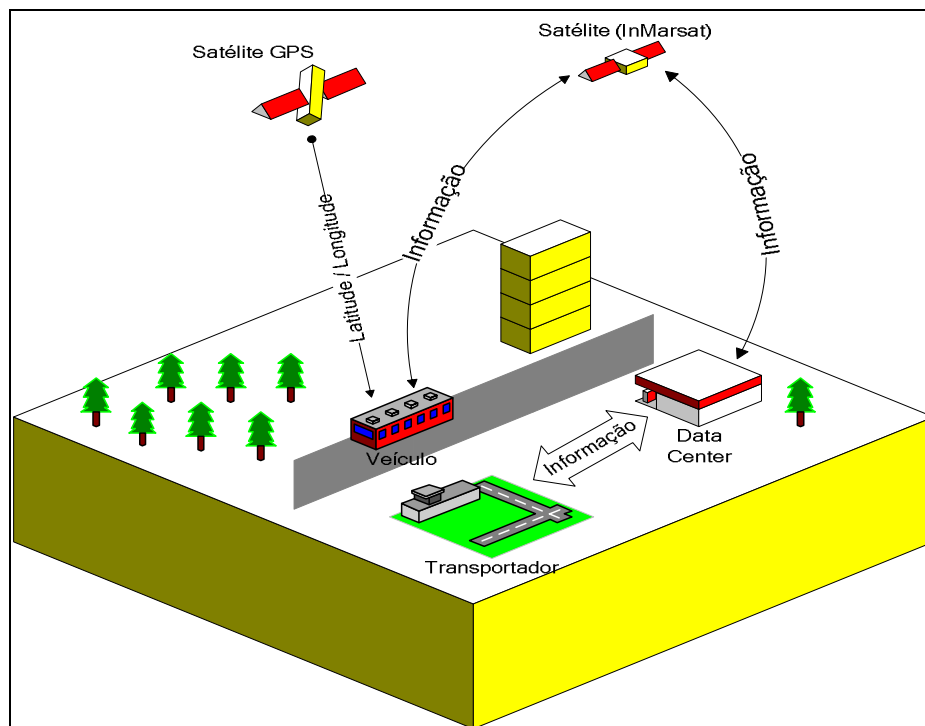 Satélite (InMarsat)
Satélite GPS
Latitude / Longitude
Informação
Informação
Veículo
Informação
Data
Center
Transportador